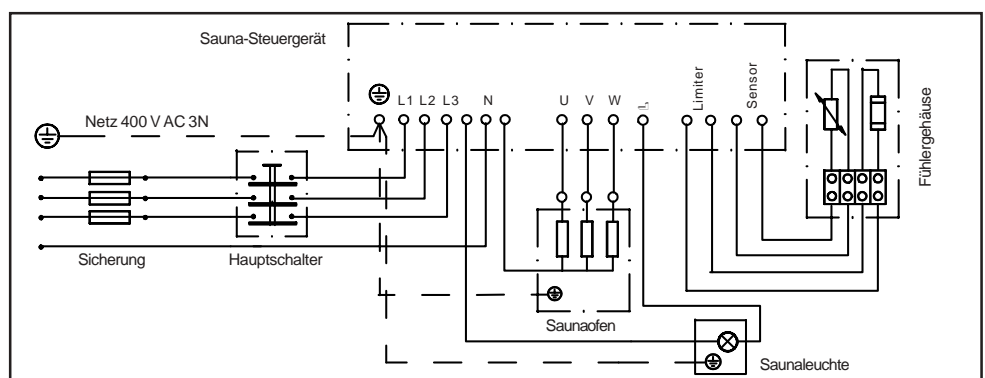 Sauna-Steuergerät
L1 L2 L3 N U V W
Limiter
Sensor
Netz 400 V AC 3N
Fühlergehäuse
Sicherung
Hauptschalter
Saunaofen
Saunaleuchte